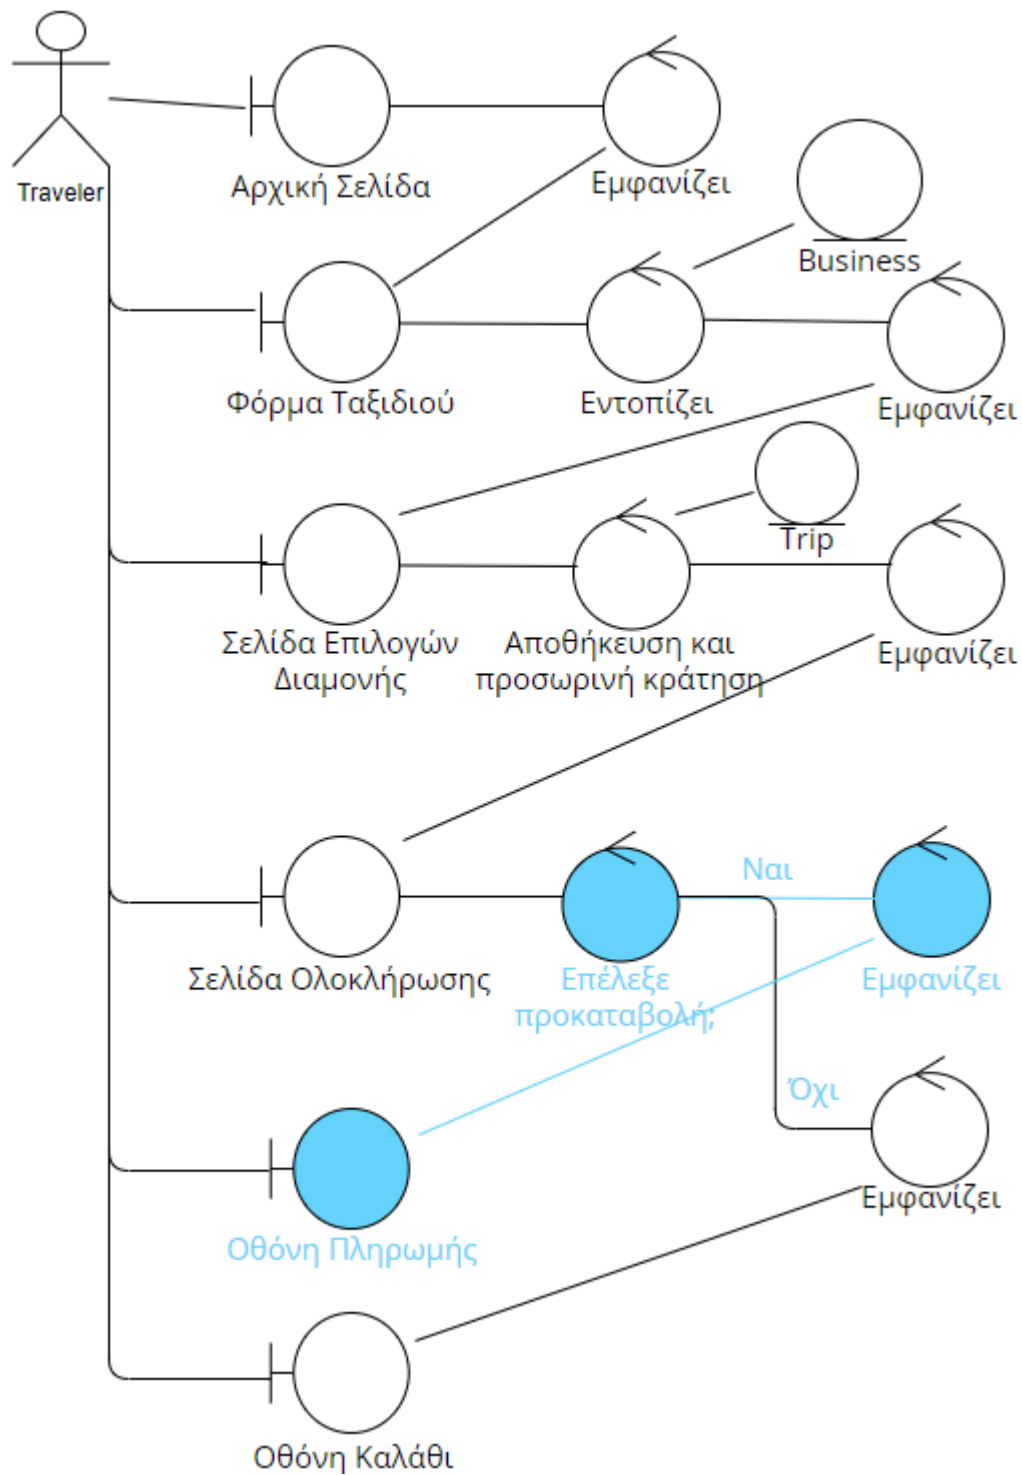 Traveler
Αρχική Σελίδα
Εμφανίζει
Business
Φόρμα Ταξιδιού
Εντοπίζει
Εμφανίζει
Trip
Σελίδα Επιλογών
Διαμονής
Αποθήκευση και
προσωρινή κράτηση
Εμφανίζει
Ναι
Σελίδα Ολοκλήρωσης
Επέλεξε
προκαταβολή;
Εμφανίζει
Όχι
Εμφανίζει
Οθόνη Πληρωμής
Οθόνη Καλάθι